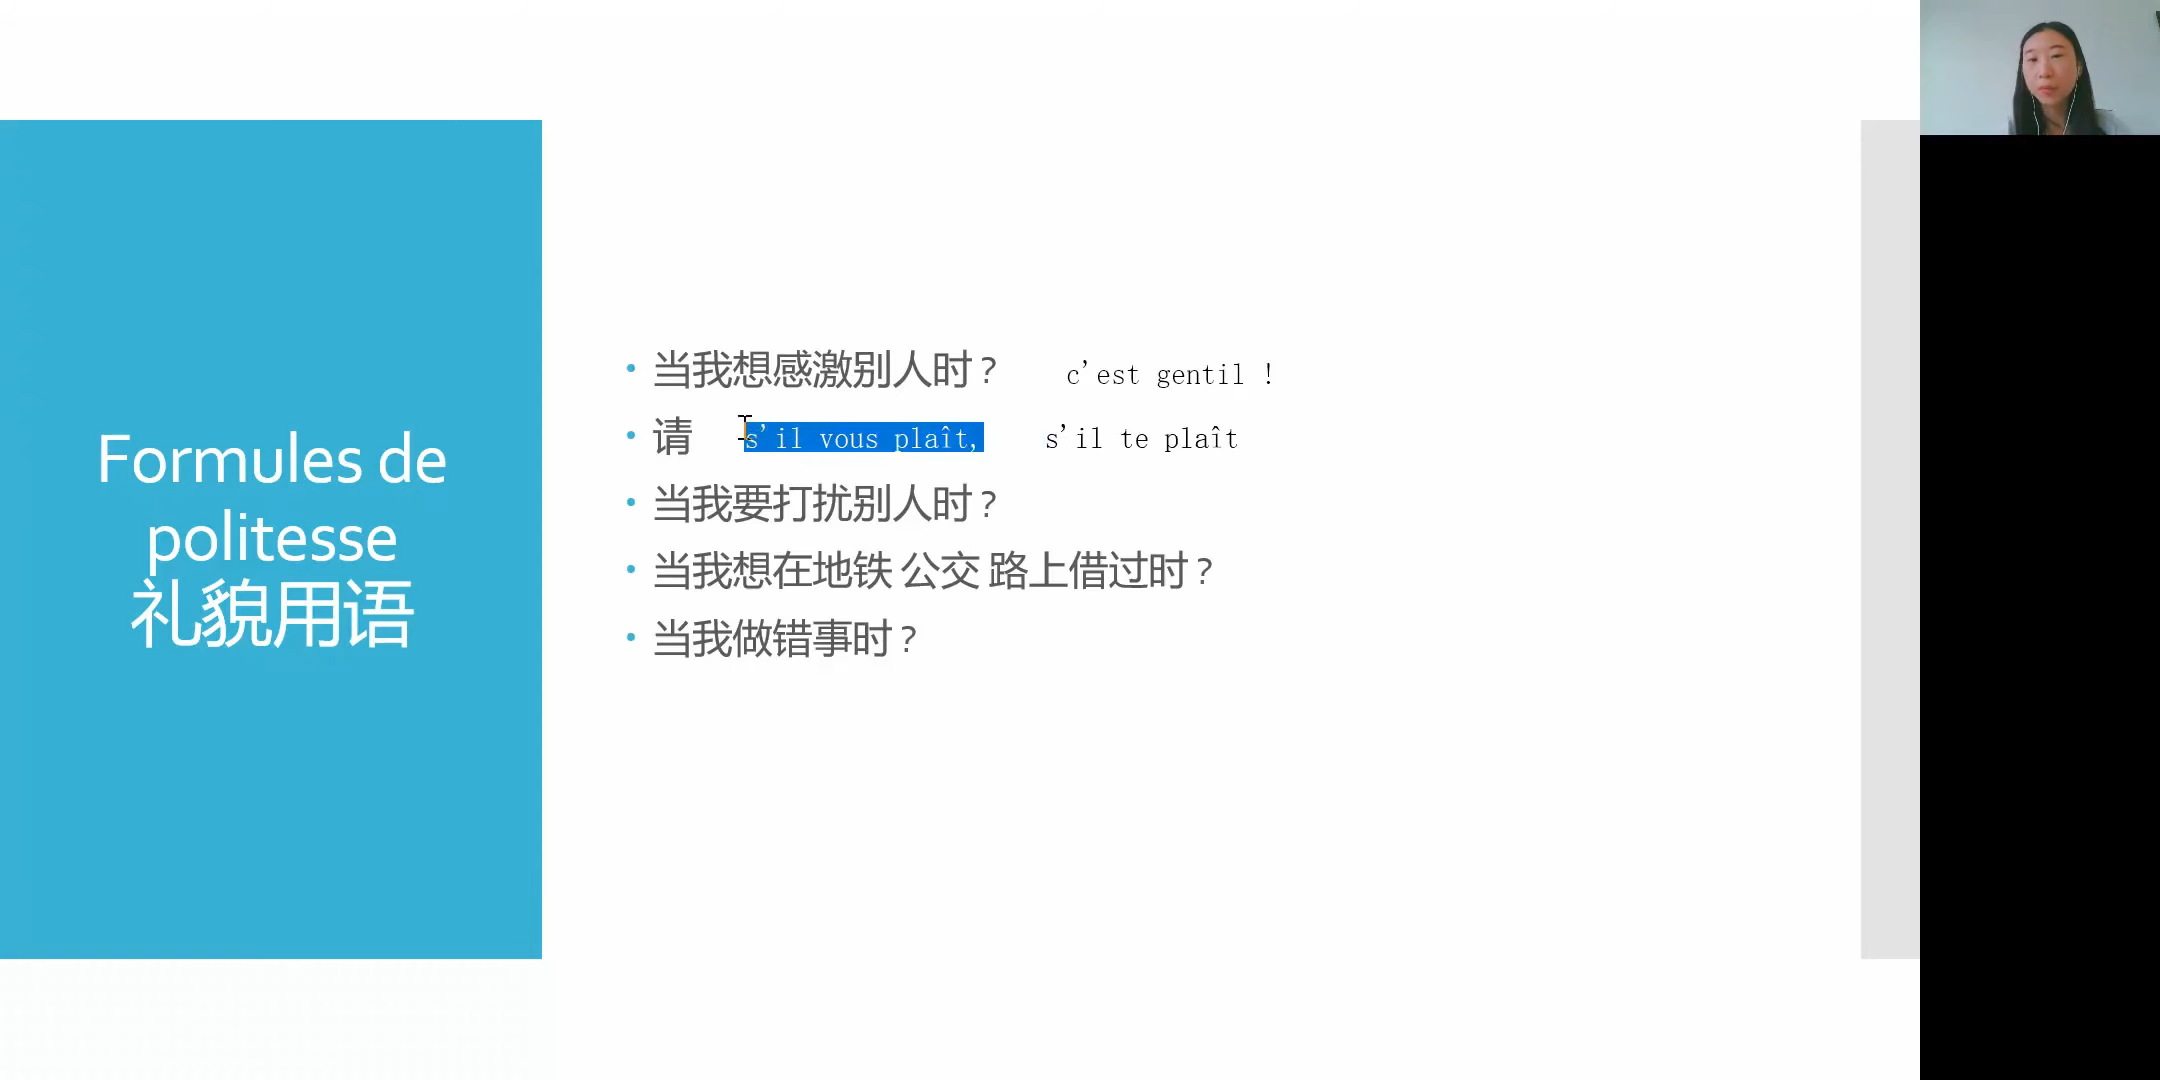 Formules de
politesse
礼貌用语
• 当我想感激别人时? c'est gentil !
• 请 s'il vous plaît, s'il te plaît
• 当我要打扰别人时?
• 当我想在地铁 公交 路上借过时?
• 当我做错事时?